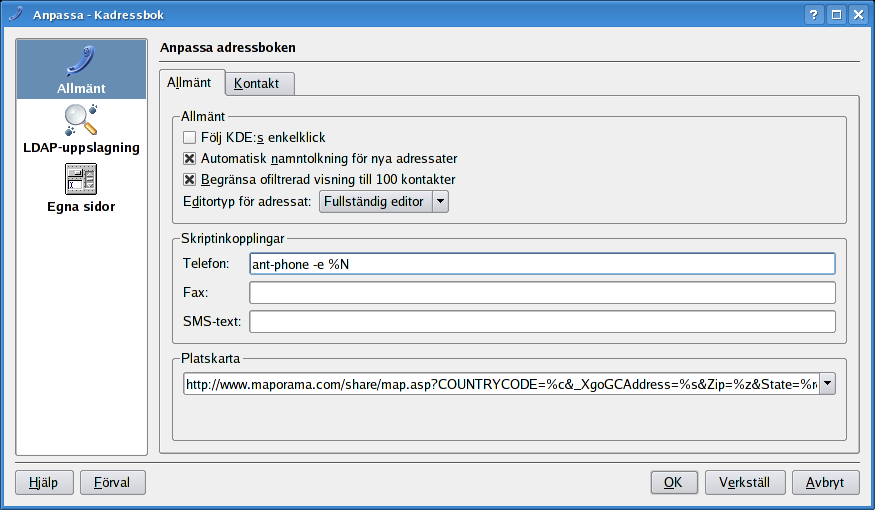 Anpassa - Kadressbok
Allmänt
LDAP-uppslagning
Egna sidor
Anpassa adressboken
Allmänt
Kontakt
Allmänt
Följ KDE:s enkelklick
Automatisk namntolkning för nya adressater
Begränsa ofiltrerad visning till 100 kontakter
Editortyp för adressat: Fullständig editor
Skriptinkopplingar
Telefon: ant-phone -e %N
Fax:
SMS-text:
Platskarta
http://www.maporama.com/share/map.asp?COUNTRYCODE=%c&_XgoGCAddress=%s&Zip=%z&State=%r
Hjälp
Förval
OK
Verkställ
Avbryt